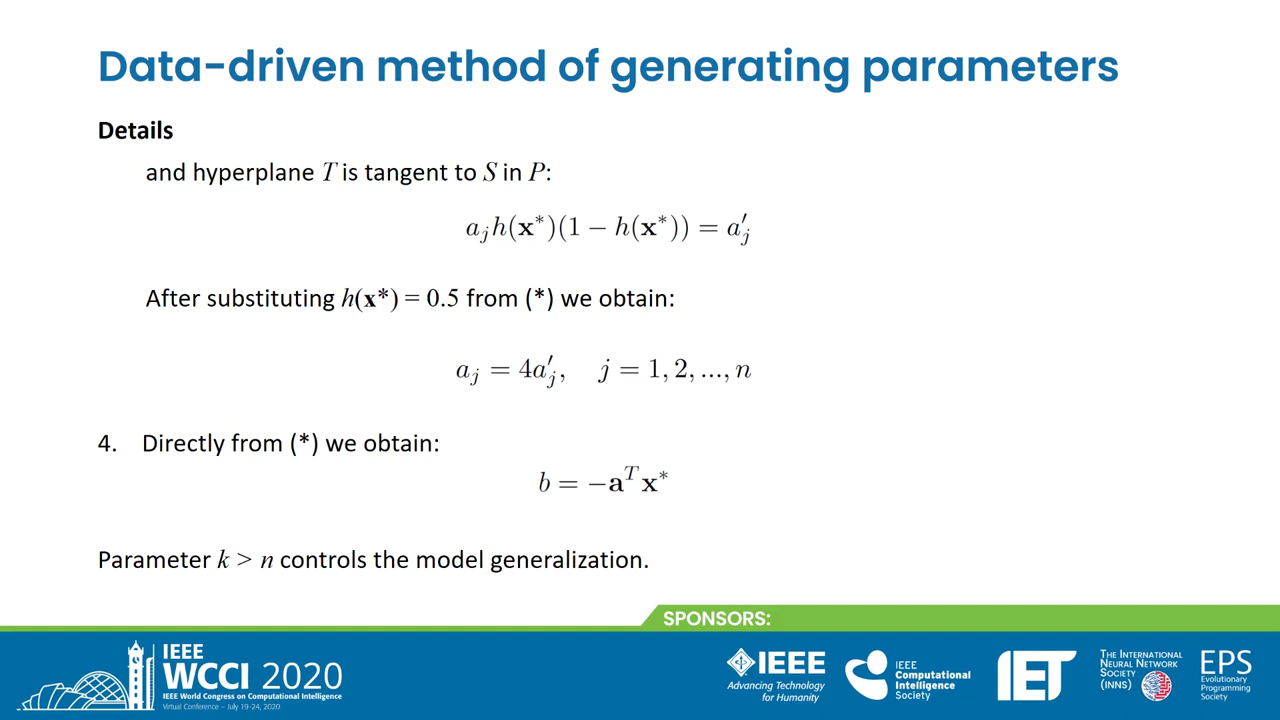 Data-driven method of generating parameters
Details
and hyperplane T is tangent to S in P:
a_j h(x*)(1 − h(x*)) = a′_j
After substituting h(x*) = 0.5 from (*) we obtain:
a_j = 4a′_j,   j = 1, 2, ..., n
4. Directly from (*) we obtain:
b = −a^T x*
Parameter k > n controls the model generalization.
SPONSORS:
IEEE
WCCI 2020
IEEE World Congress on Computational Intelligence
Virtual Conference – July 19-24, 2020
IEEE
Advancing Technology
for Humanity
IEEE
Computational
Intelligence
Society
IET
THE INTERNATIONAL
NEURAL NETWORK
SOCIETY
(INNS)
EPS
Evolutionary
Programming
Society